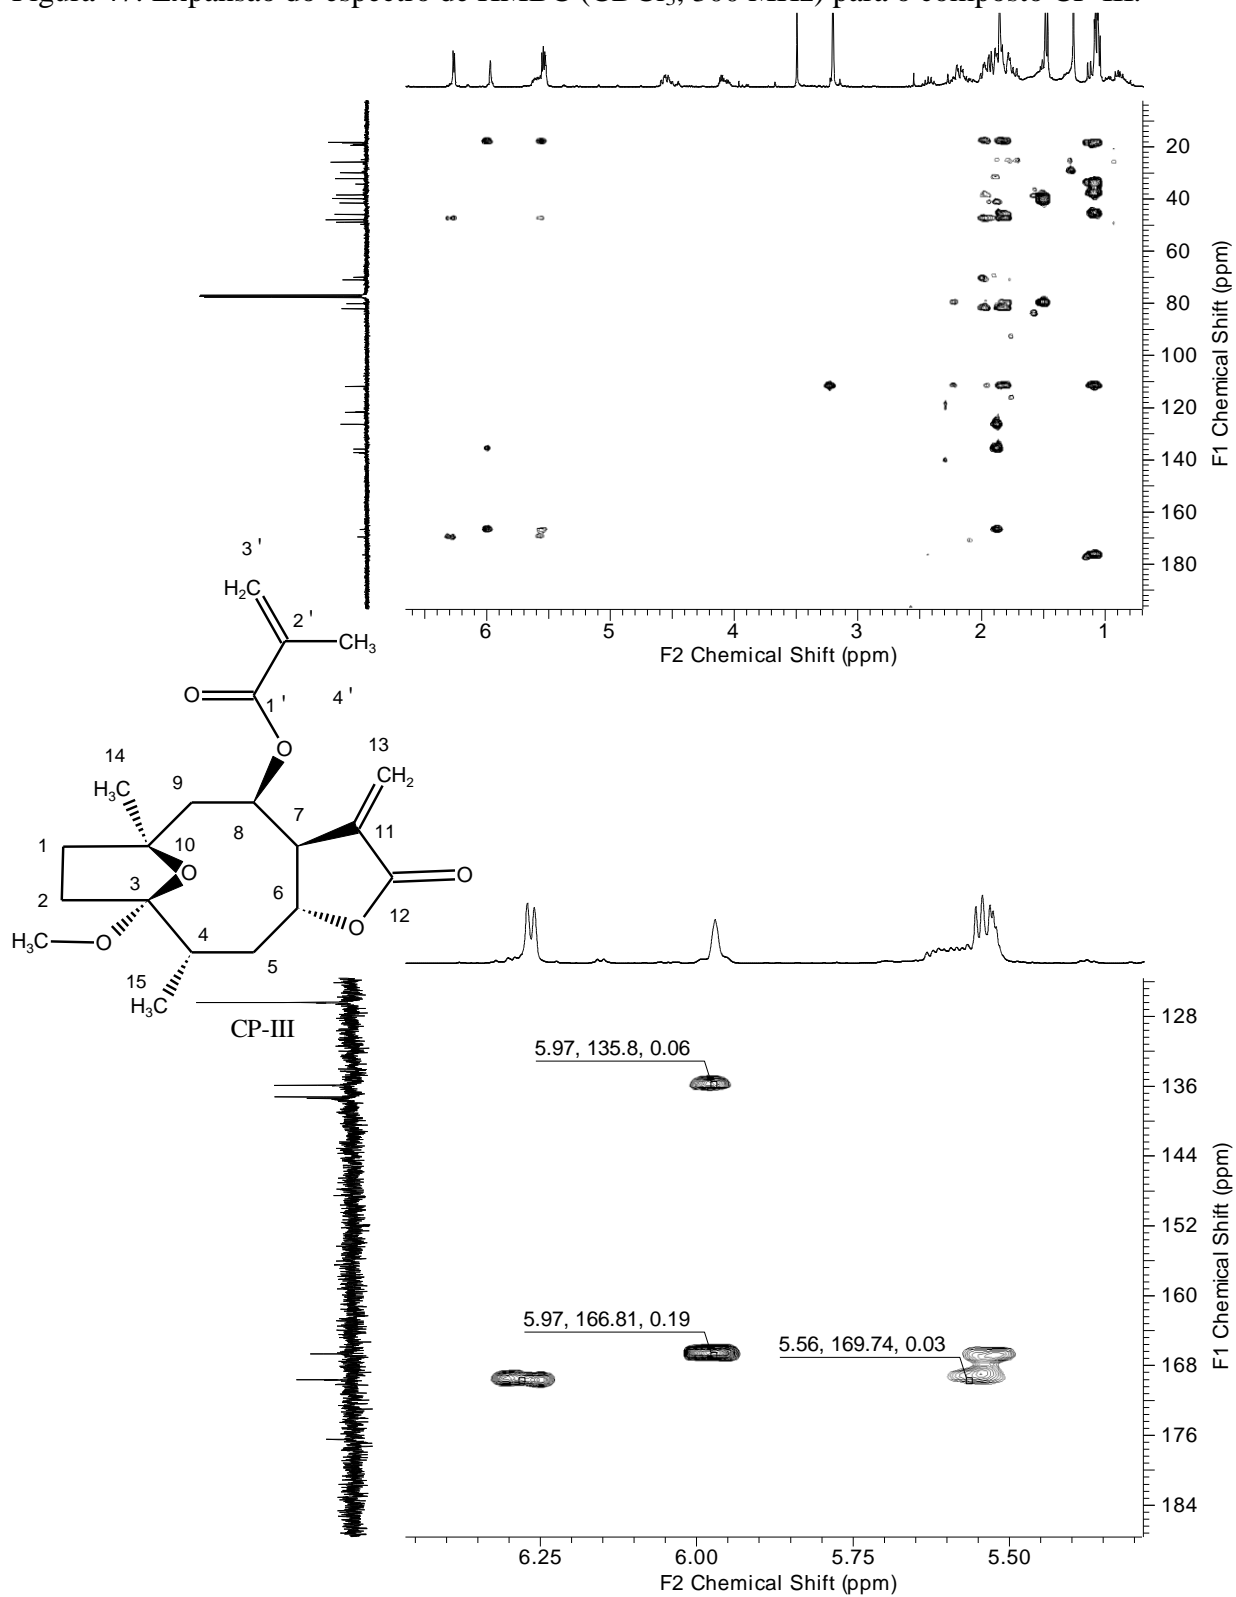 Figura 47. Expansão do espectro de HMBC (CDCl₃, 500 MHz) para o composto CP-III.
20
40
60
80
100
120
140
160
180
F1 Chemical Shift (ppm)
6 5 4 3 2 1
F2 Chemical Shift (ppm)
3 '
H₂C
2 '
CH₃
O
1 '
4 '
O
14
13
H₃C
9
CH₂
7
8
11
1
10
O
O
3
6
2
12
O
H₃C
O
4
5
15
H₃C
CP-III
5.97, 135.8, 0.06
5.97, 166.81, 0.19
5.56, 169.74, 0.03
128
136
144
152
160
168
176
184
F1 Chemical Shift (ppm)
6.25 6.00 5.75 5.50
F2 Chemical Shift (ppm)